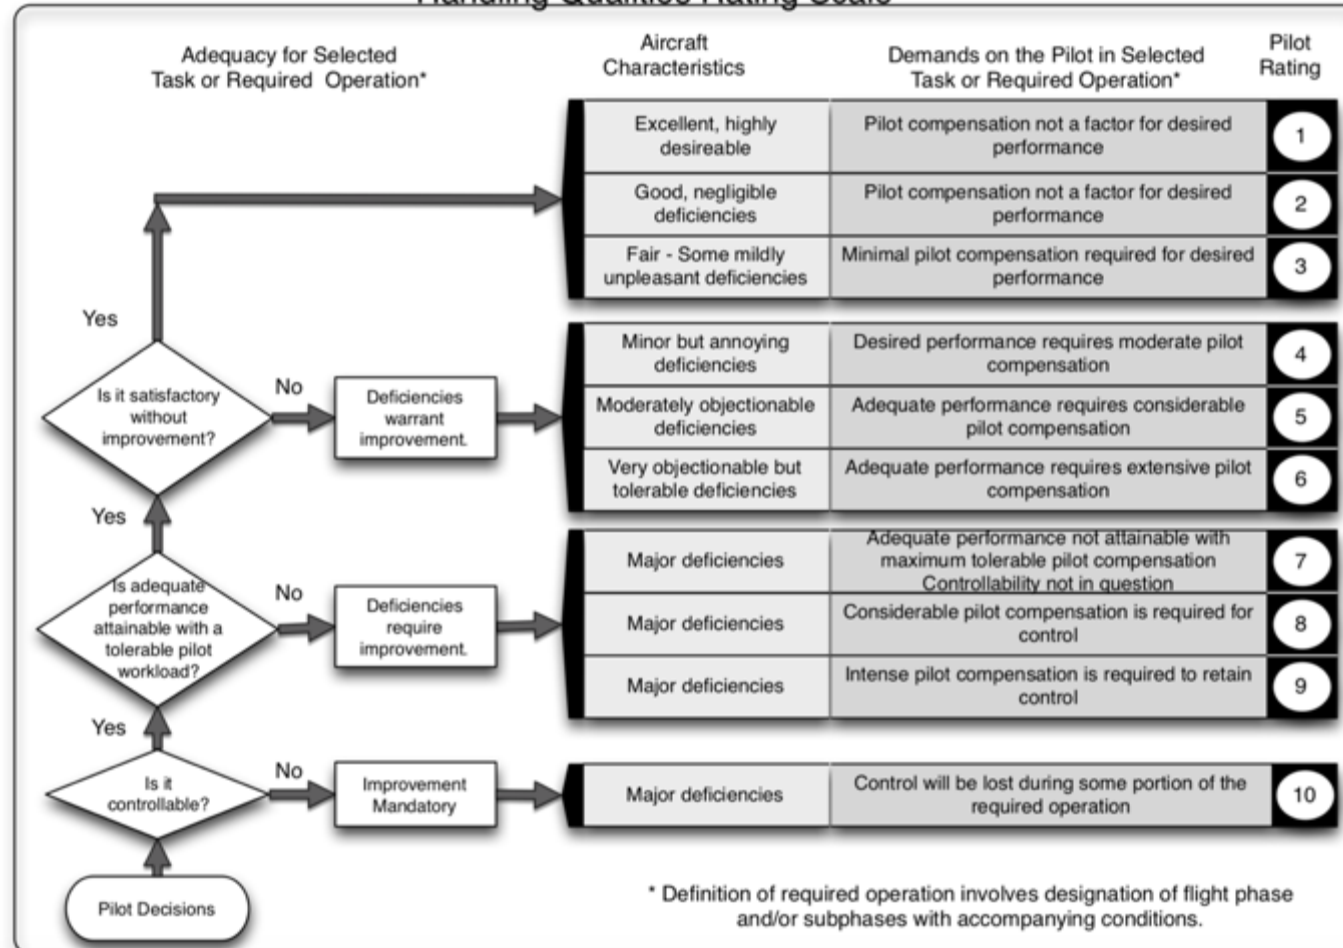 Handling Qualities Rating Scale
Adequacy for Selected
Task or Required Operation*
Aircraft
Characteristics
Demands on the Pilot in Selected
Task or Required Operation*
Pilot
Rating
Excellent, highly
desireable
Pilot compensation not a factor for desired
performance
1
Good, negligible
deficiencies
Pilot compensation not a factor for desired
performance
2
Fair - Some mildly
unpleasant deficiencies
Minimal pilot compensation required for desired
performance
3
Yes
Is it satisfactory
without
improvement?
No
Deficiencies
warrant
improvement.
Minor but annoying
deficiencies
Desired performance requires moderate pilot
compensation
4
Moderately objectionable
deficiencies
Adequate performance requires considerable
pilot compensation
5
Very objectionable but
tolerable deficiencies
Adequate performance requires extensive pilot
compensation
6
Yes
Is adequate
performance
attainable with a
tolerable pilot
workload?
No
Deficiencies
require
improvement.
Major deficiencies
Adequate performance not attainable with
maximum tolerable pilot compensation
Controllability not in question
7
Major deficiencies
Considerable pilot compensation is required for
control
8
Major deficiencies
Intense pilot compensation is required to retain
control
9
Yes
Is it
controllable?
No
Improvement
Mandatory
Major deficiencies
Control will be lost during some portion of the
required operation
10
Pilot Decisions
* Definition of required operation involves designation of flight phase
and/or subphases with accompanying conditions.